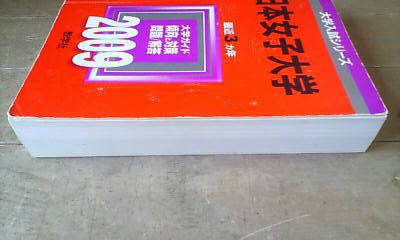 大学入試シリーズ
日本女子大学
最近3カ年
大学ガイド
傾向と対策
問題・解答
2009
教学社